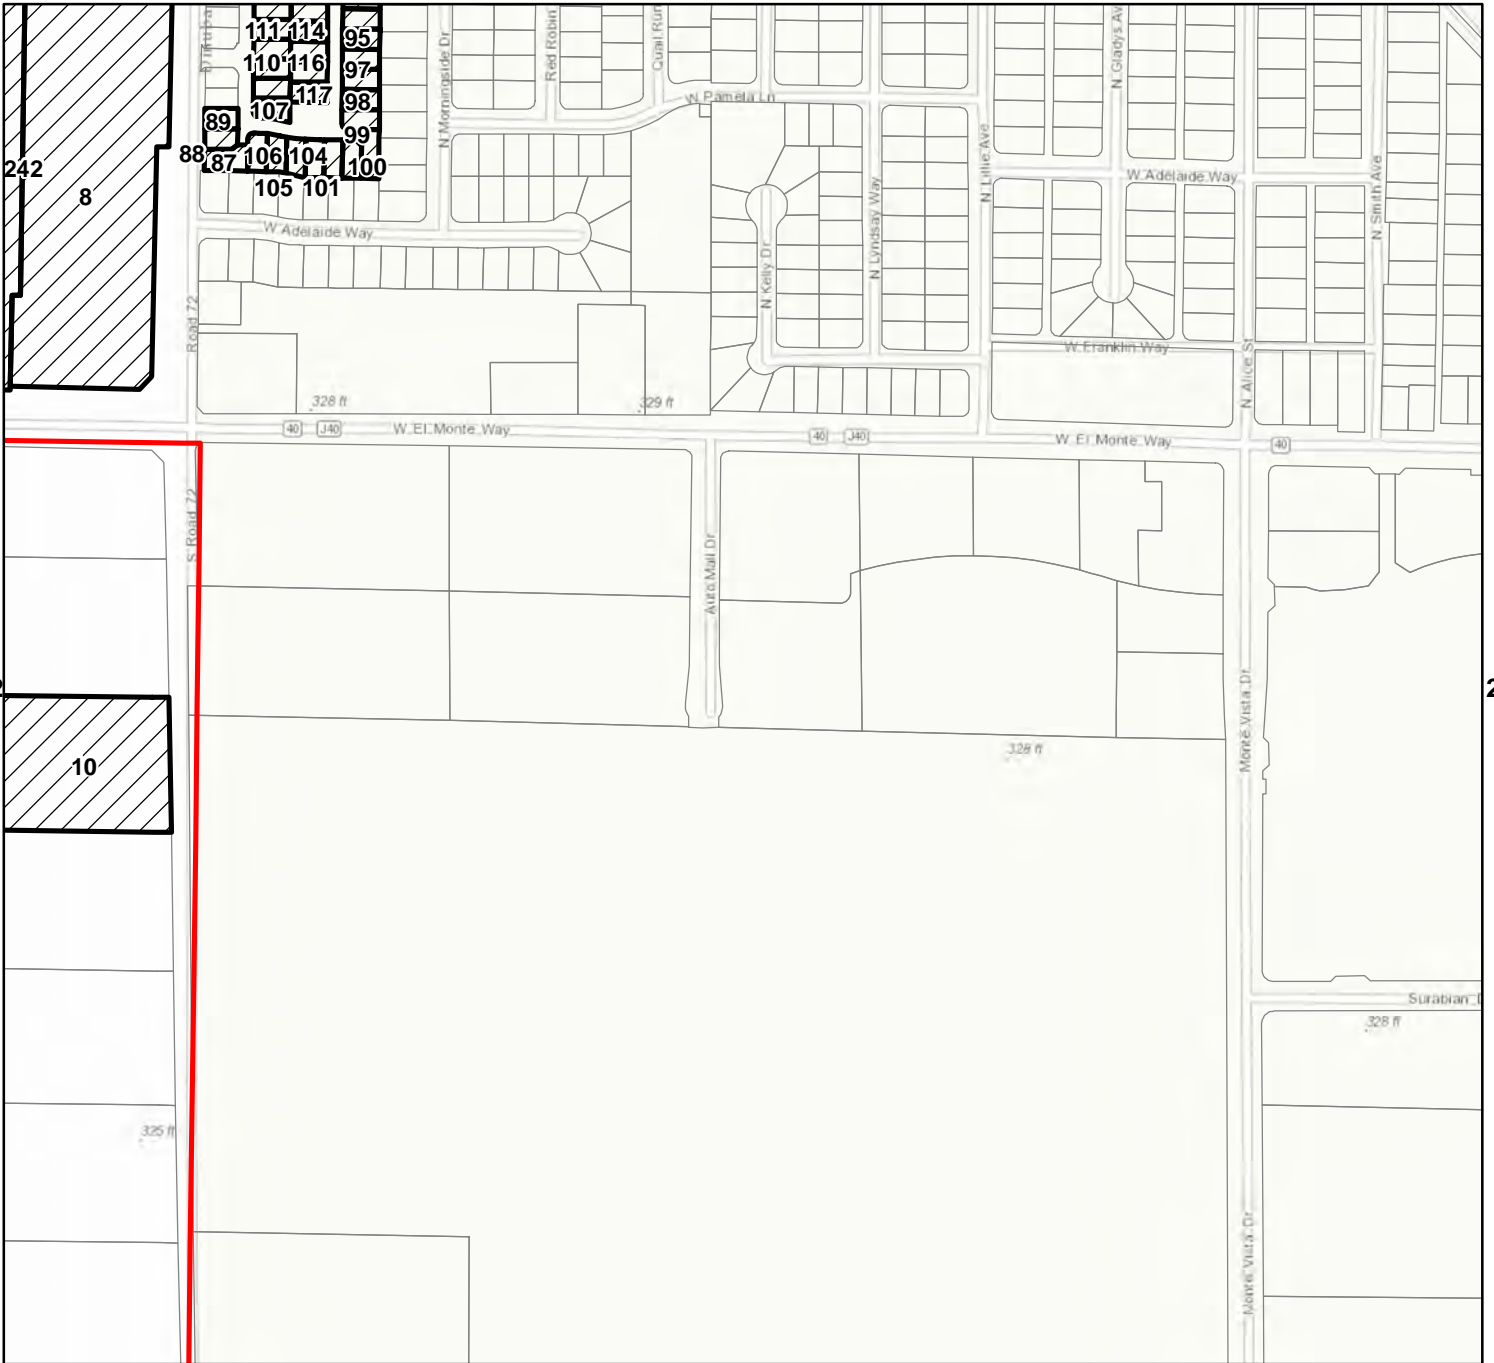 111 114
95
110 116
97
117
98
107
89
99
88
87
106
104
100
105
101
242
8
Dinuba
N Morningside Dr
Red Robin
Quail Run
W Pamela Ln
N Gladys Av
N Lillie Ave
N Lyndsay Way
W Adelaide Way
N Smith Ave
W Adelaide Way
N Kelly Dr
Road 72
W Franklin Way
N Alice St
328 ft
329 ft
40 J40
W El Monte Way
40 J40
W El Monte Way
40
S Road 72
Auto Mall Dr
Monte Vista Dr
2
10
328 ft
Surabian D
328 ft
325 ft
Monte Vista Dr